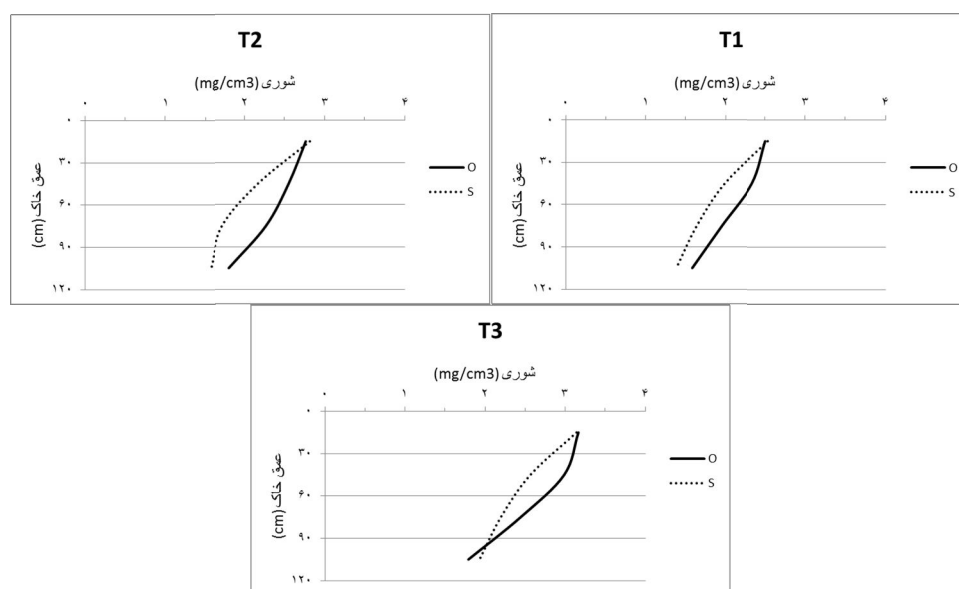 T2
شوری (mg/cm3)
۰ ۱ ۲ ۳ ۴
۰
۳۰
۶۰
۹۰
۱۲۰
عمق خاک (cm)
O
S
T1
شوری (mg/cm3)
۰ ۱ ۲ ۳ ۴
۰
۳۰
۶۰
۹۰
۱۲۰
عمق خاک (cm)
O
S
T3
شوری (mg/cm3)
۰ ۱ ۲ ۳ ۴
۰
۳۰
۶۰
۹۰
۱۲۰
عمق خاک (cm)
O
S